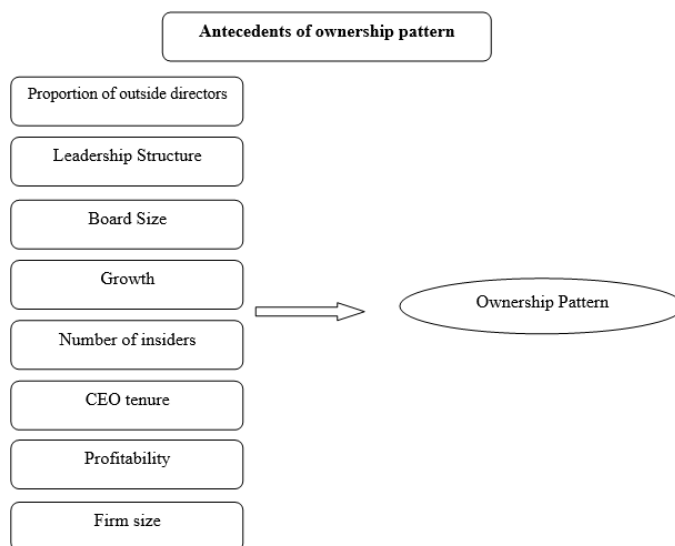 Antecedents of ownership pattern
Proportion of outside directors
Leadership Structure
Board Size
Growth
Number of insiders
CEO tenure
Profitability
Firm size
Ownership Pattern